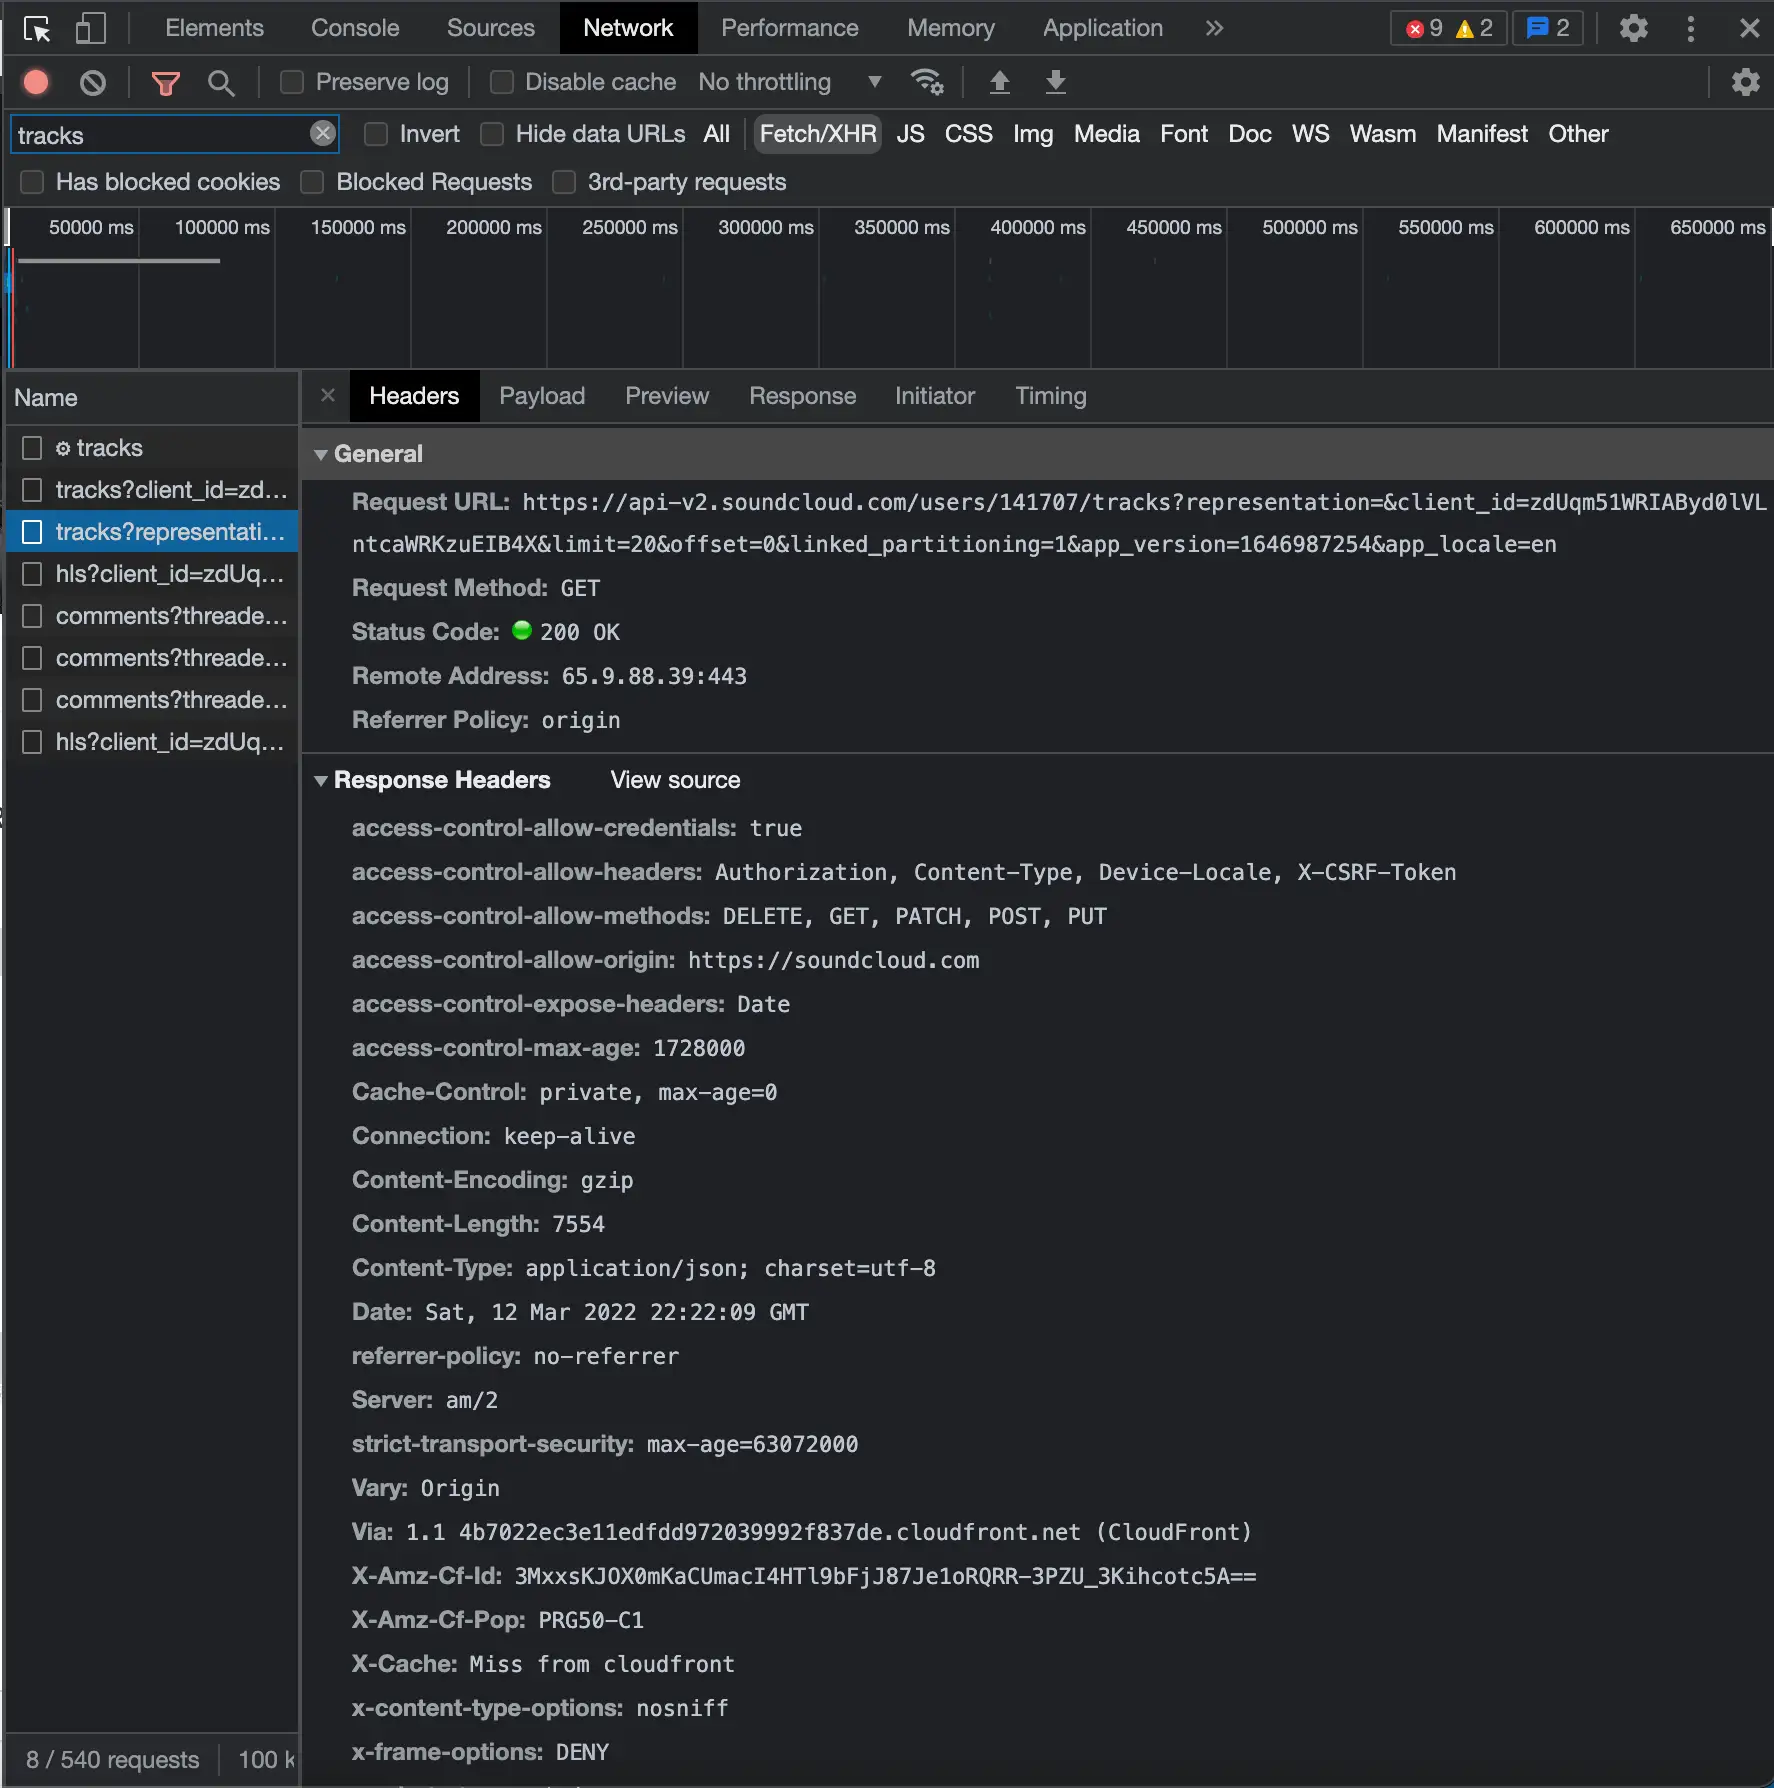 Elements Console Sources Network Performance Memory Application » 9 2 2
Preserve log Disable cache No throttling
tracks Invert Hide data URLs All Fetch/XHR JS CSS Img Media Font Doc WS Wasm Manifest Other
Has blocked cookies Blocked Requests 3rd-party requests
50000 ms 100000 ms 150000 ms 200000 ms 250000 ms 300000 ms 350000 ms 400000 ms 450000 ms 500000 ms 550000 ms 600000 ms 650000 ms
Name
tracks
tracks?client_id=zd...
tracks?representati...
hls?client_id=zdUq...
comments?threade...
comments?threade...
comments?threade...
hls?client_id=zdUq...
8 / 540 requests 100 k
Headers Payload Preview Response Initiator Timing
General
Request URL: https://api-v2.soundcloud.com/users/141707/tracks?representation=&client_id=zdUqm51WRIAByd0lVL
ntcaWRKzuEIB4X&limit=20&offset=0&linked_partitioning=1&app_version=1646987254&app_locale=en
Request Method: GET
Status Code: 200 OK
Remote Address: 65.9.88.39:443
Referrer Policy: origin
Response Headers View source
access-control-allow-credentials: true
access-control-allow-headers: Authorization, Content-Type, Device-Locale, X-CSRF-Token
access-control-allow-methods: DELETE, GET, PATCH, POST, PUT
access-control-allow-origin: https://soundcloud.com
access-control-expose-headers: Date
access-control-max-age: 1728000
Cache-Control: private, max-age=0
Connection: keep-alive
Content-Encoding: gzip
Content-Length: 7554
Content-Type: application/json; charset=utf-8
Date: Sat, 12 Mar 2022 22:22:09 GMT
referrer-policy: no-referrer
Server: am/2
strict-transport-security: max-age=63072000
Vary: Origin
Via: 1.1 4b7022ec3e11edfdd972039992f837de.cloudfront.net (CloudFront)
X-Amz-Cf-Id: 3MxxsKJOX0mKaCUmacI4HTl9bFjJ87Je1oRQRR-3PZU_3Kihcotc5A==
X-Amz-Cf-Pop: PRG50-C1
X-Cache: Miss from cloudfront
x-content-type-options: nosniff
x-frame-options: DENY